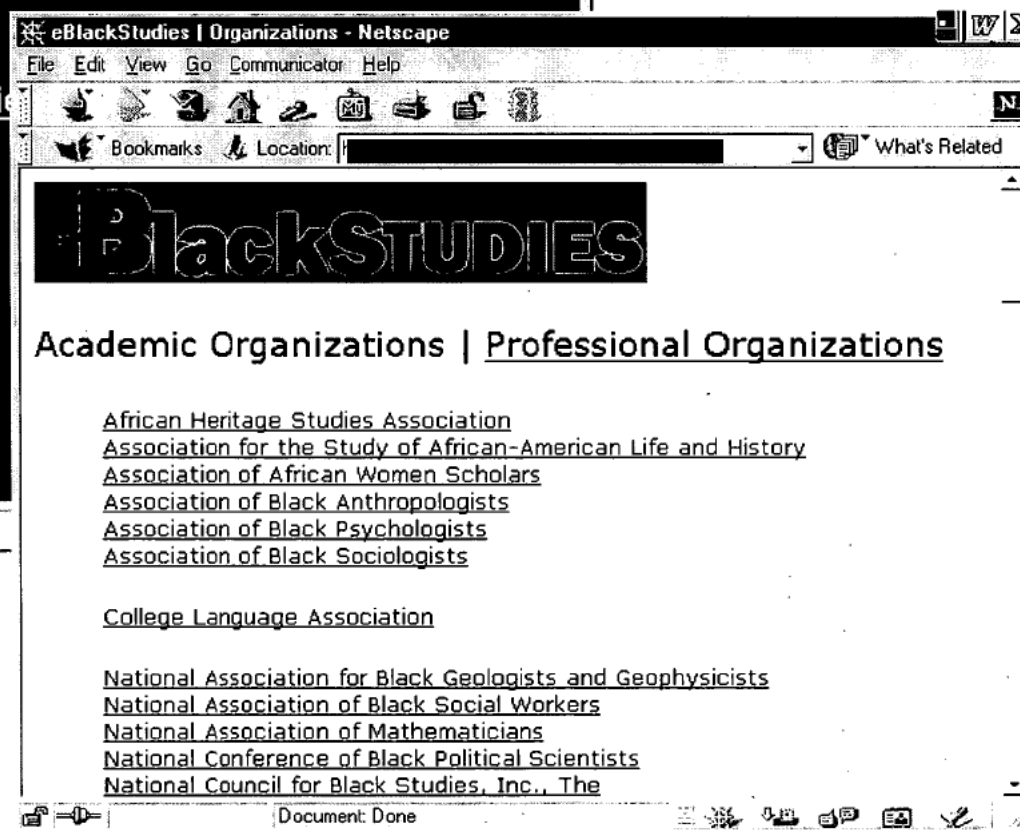 eBlackStudies | Organizations - Netscape
File Edit View Go Communicator Help
Bookmarks Location: What's Related
BlackSTUDIES
Academic Organizations | Professional Organizations
African Heritage Studies Association
Association for the Study of African-American Life and History
Association of African Women Scholars
Association of Black Anthropologists
Association of Black Psychologists
Association of Black Sociologists
College Language Association
National Association for Black Geologists and Geophysicists
National Association of Black Social Workers
National Association of Mathematicians
National Conference of Black Political Scientists
National Council for Black Studies, Inc., The
Document: Done